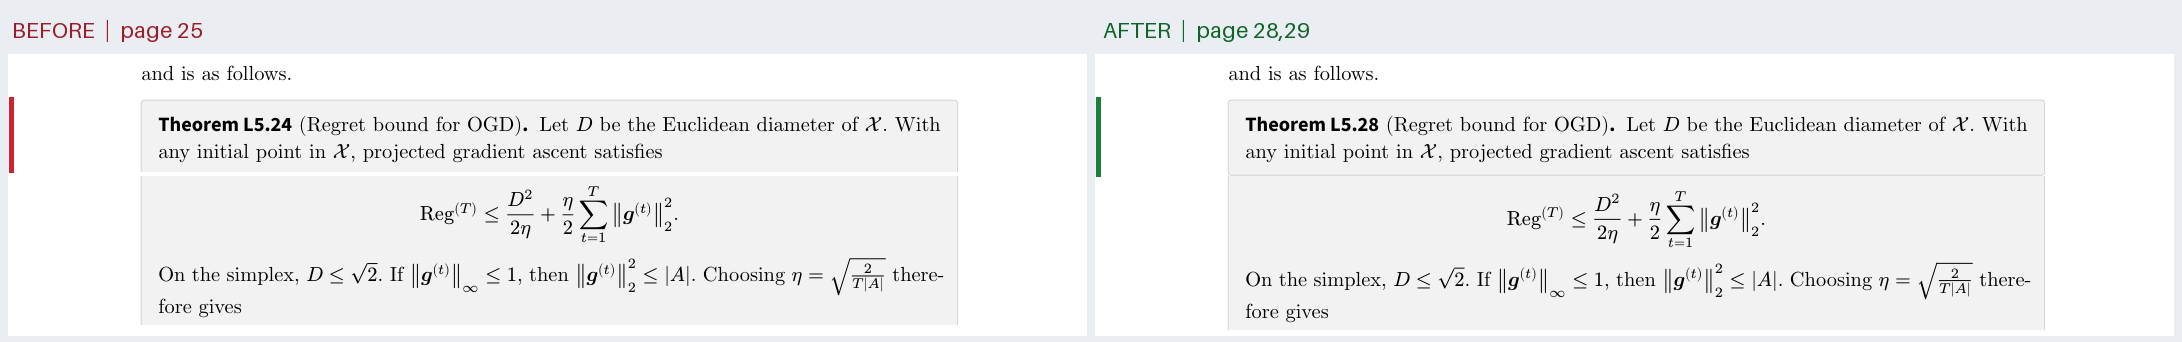 BEFORE | page 25
and is as follows.
Theorem L5.24 (Regret bound for OGD). Let D be the Euclidean diameter of 𝒳. With
any initial point in 𝒳, projected gradient ascent satisfies
Reg^(T) ≤ D²/2η + η/2 ∑_{t=1}^{T} ‖g^(t)‖₂².
On the simplex, D ≤ √2. If ‖g^(t)‖_∞ ≤ 1, then ‖g^(t)‖₂² ≤ |A|. Choosing η = √(2/T|A|) there-
fore gives
AFTER | page 28,29
and is as follows.
Theorem L5.28 (Regret bound for OGD). Let D be the Euclidean diameter of 𝒳. With
any initial point in 𝒳, projected gradient ascent satisfies
Reg^(T) ≤ D²/2η + η/2 ∑_{t=1}^{T} ‖g^(t)‖₂².
On the simplex, D ≤ √2. If ‖g^(t)‖_∞ ≤ 1, then ‖g^(t)‖₂² ≤ |A|. Choosing η = √(2/T|A|) there-
fore gives